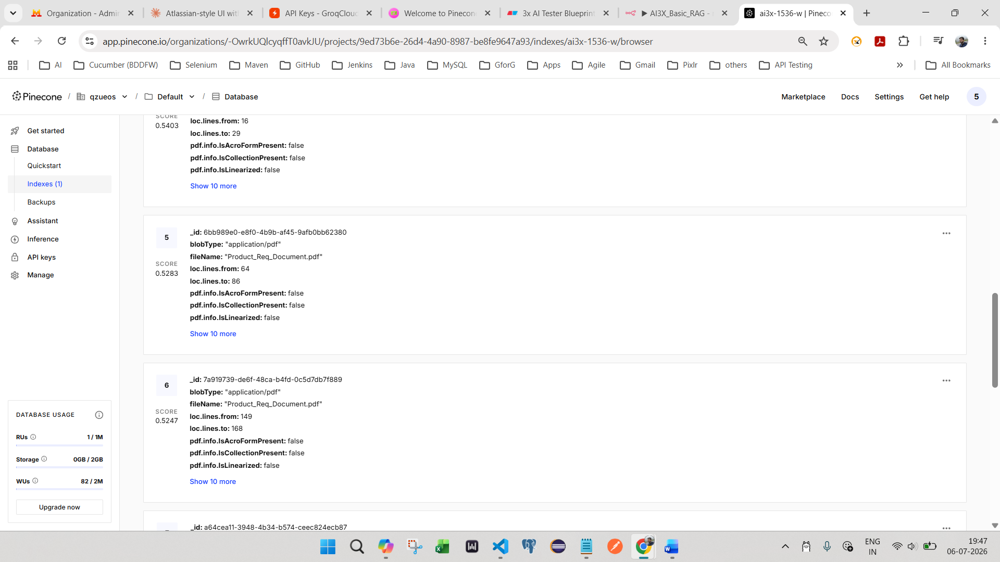 Organization - Admir
Atlassian-style UI wit
API Keys - GroqCloud
Welcome to Pinecone
3x AI Tester Blueprint
▶ AI3X_Basic_RAG -
ai3x-1536-w | Pineco
app.pinecone.io/organizations/-OwrkUQlcyqffT0avkJU/projects/9ed73b6e-26d4-4a90-8987-be8fe9647a93/indexes/ai3x-1536-w/browser
AI
Cucumber (BDDFW)
Selenium
Maven
GitHub
Jenkins
Java
MySQL
GforG
Apps
Agile
Gmail
Pixlr
others
API Testing
All Bookmarks
Pinecone / qzueos / Default / Database
Marketplace
Docs
Settings
Get help
5
Get started
Database
Quickstart
Indexes (1)
Backups
Assistant
Inference
API keys
Manage
DATABASE USAGE
RUs 1 / 1M
Storage 0GB / 2GB
WUs 82 / 2M
Upgrade now
SCORE
0.5403
loc.lines.from: 16
loc.lines.to: 29
pdf.info.IsAcroFormPresent: false
pdf.info.IsCollectionPresent: false
pdf.info.IsLinearized: false
Show 10 more
5
SCORE
0.5283
_id: 6bb989e0-e8f0-4b9b-af45-9afb0bb62380
blobType: "application/pdf"
fileName: "Product_Req_Document.pdf"
loc.lines.from: 64
loc.lines.to: 86
pdf.info.IsAcroFormPresent: false
pdf.info.IsCollectionPresent: false
pdf.info.IsLinearized: false
Show 10 more
6
SCORE
0.5247
_id: 7a919739-de6f-48ca-b4fd-0c5d7db7f889
blobType: "application/pdf"
fileName: "Product_Req_Document.pdf"
loc.lines.from: 149
loc.lines.to: 168
pdf.info.IsAcroFormPresent: false
pdf.info.IsCollectionPresent: false
pdf.info.IsLinearized: false
Show 10 more
_id: a64cea11-3948-4b34-b574-ceec824ecb87
ENG
IN
19:47
06-07-2026